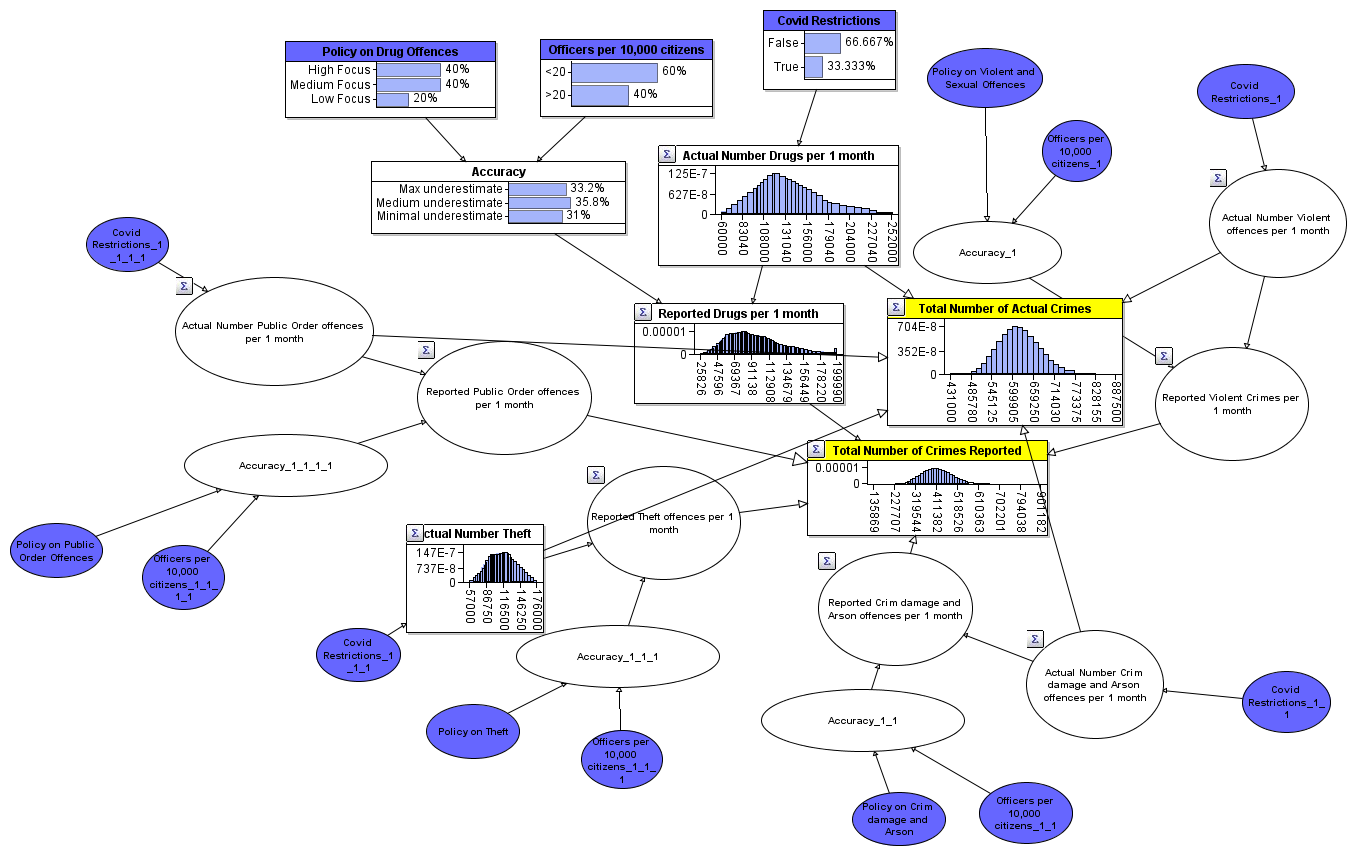 Covid Restrictions
False 66.667%
True 33.333%
Policy on Drug Offences
High Focus 40%
Medium Focus 40%
Low Focus 20%
Officers per 10,000 citizens
<20 60%
>20 40%
Policy on Violent and
Sexual Offences
Covid
Restrictions_1
Officers per
10,000
citizens_1
Accuracy
Max underestimate 33.2%
Medium underestimate 35.8%
Minimal underestimate 31%
Σ Actual Number Drugs per 1 month
125E-7
627E-8
0
60000
83040
108000
131040
156000
179040
204000
227040
252000
Σ
Actual Number Violent
offences per 1 month
Accuracy_1
Covid
Restrictions_1
_1_1_1
Σ
Actual Number Public Order offences
per 1 month
Σ Reported Drugs per 1 month
0.00001
0
25826
47596
69367
91138
112908
134679
156449
178220
199990
Σ Total Number of Actual Crimes
704E-8
352E-8
0
431000
485780
545125
599905
659250
714030
773375
828155
887500
Σ
Reported Violent Crimes per
1 month
Σ
Reported Public Order offences
per 1 month
Σ Total Number of Crimes Reported
0.00001
0
135869
227707
319544
411382
518526
610363
702201
794038
901182
Accuracy_1_1_1_1
Σ
Reported Theft offences per 1
month
Policy on Public
Order Offences
Officers per
10,000
citizens_1_1_
1_1
Σ ctual Number Theft
147E-7
737E-8
0
57000
86750
116500
146250
176000
Σ
Reported Crim damage and
Arson offences per 1 month
Covid
Restrictions_1
_1_1
Accuracy_1_1_1
Σ
Actual Number Crim
damage and Arson
offences per 1 month
Covid
Restrictions_1_
1
Policy on Theft
Officers per
10,000
citizens_1_1_
1
Accuracy_1_1
Policy on Crim
damage and
Arson
Officers per
10,000
citizens_1_1